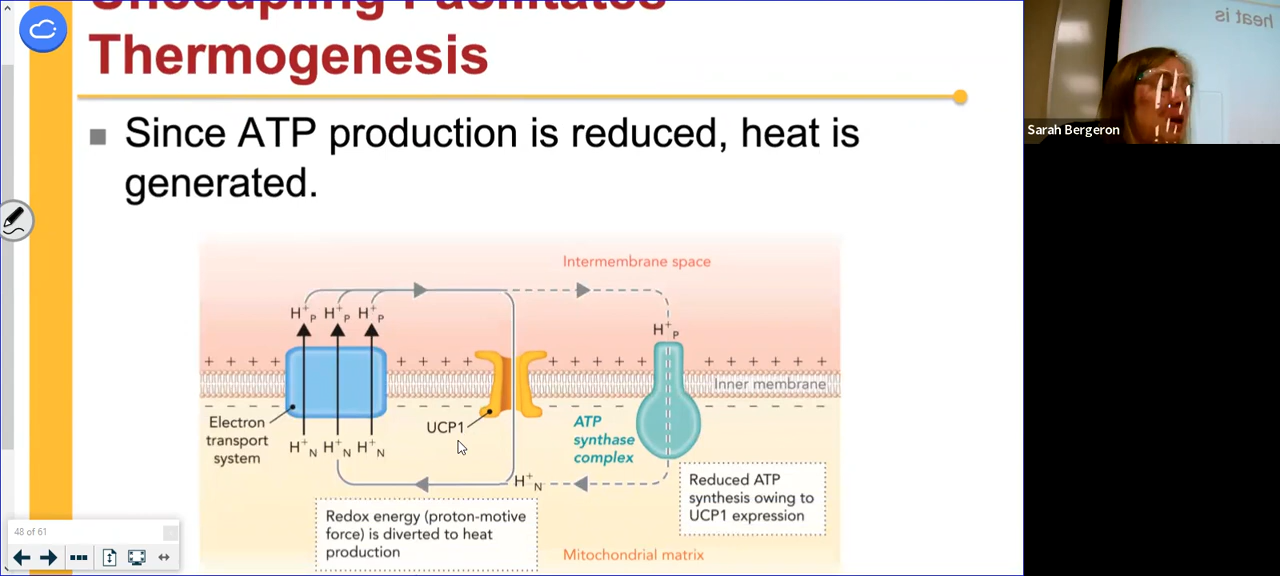 Uncoupling Facilitates
Thermogenesis
Since ATP production is reduced, heat is
generated.
Intermembrane space
H+P H+P H+P
H+P
+ + + + + + + + + + + + + + + + + + +
Inner membrane
Electron
transport
system
UCP1
ATP
synthase
complex
H+N H+N H+N
H+N
Reduced ATP
synthesis owing to
UCP1 expression
Redox energy (proton-motive
force) is diverted to heat
production
Mitochondrial matrix
48 of 61
heat is
Sarah Bergeron